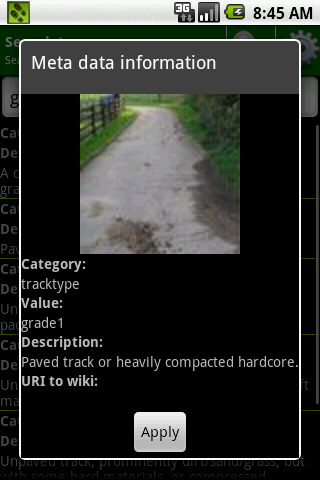 3G
8:45 AM
Meta data information
Category:
tracktype
Value:
grade1
Description:
Paved track or heavily compacted hardcore.
URI to wiki:
Apply
Unpaved track, prominently dirt/sand/grass, but
with some hard materials, or compressed